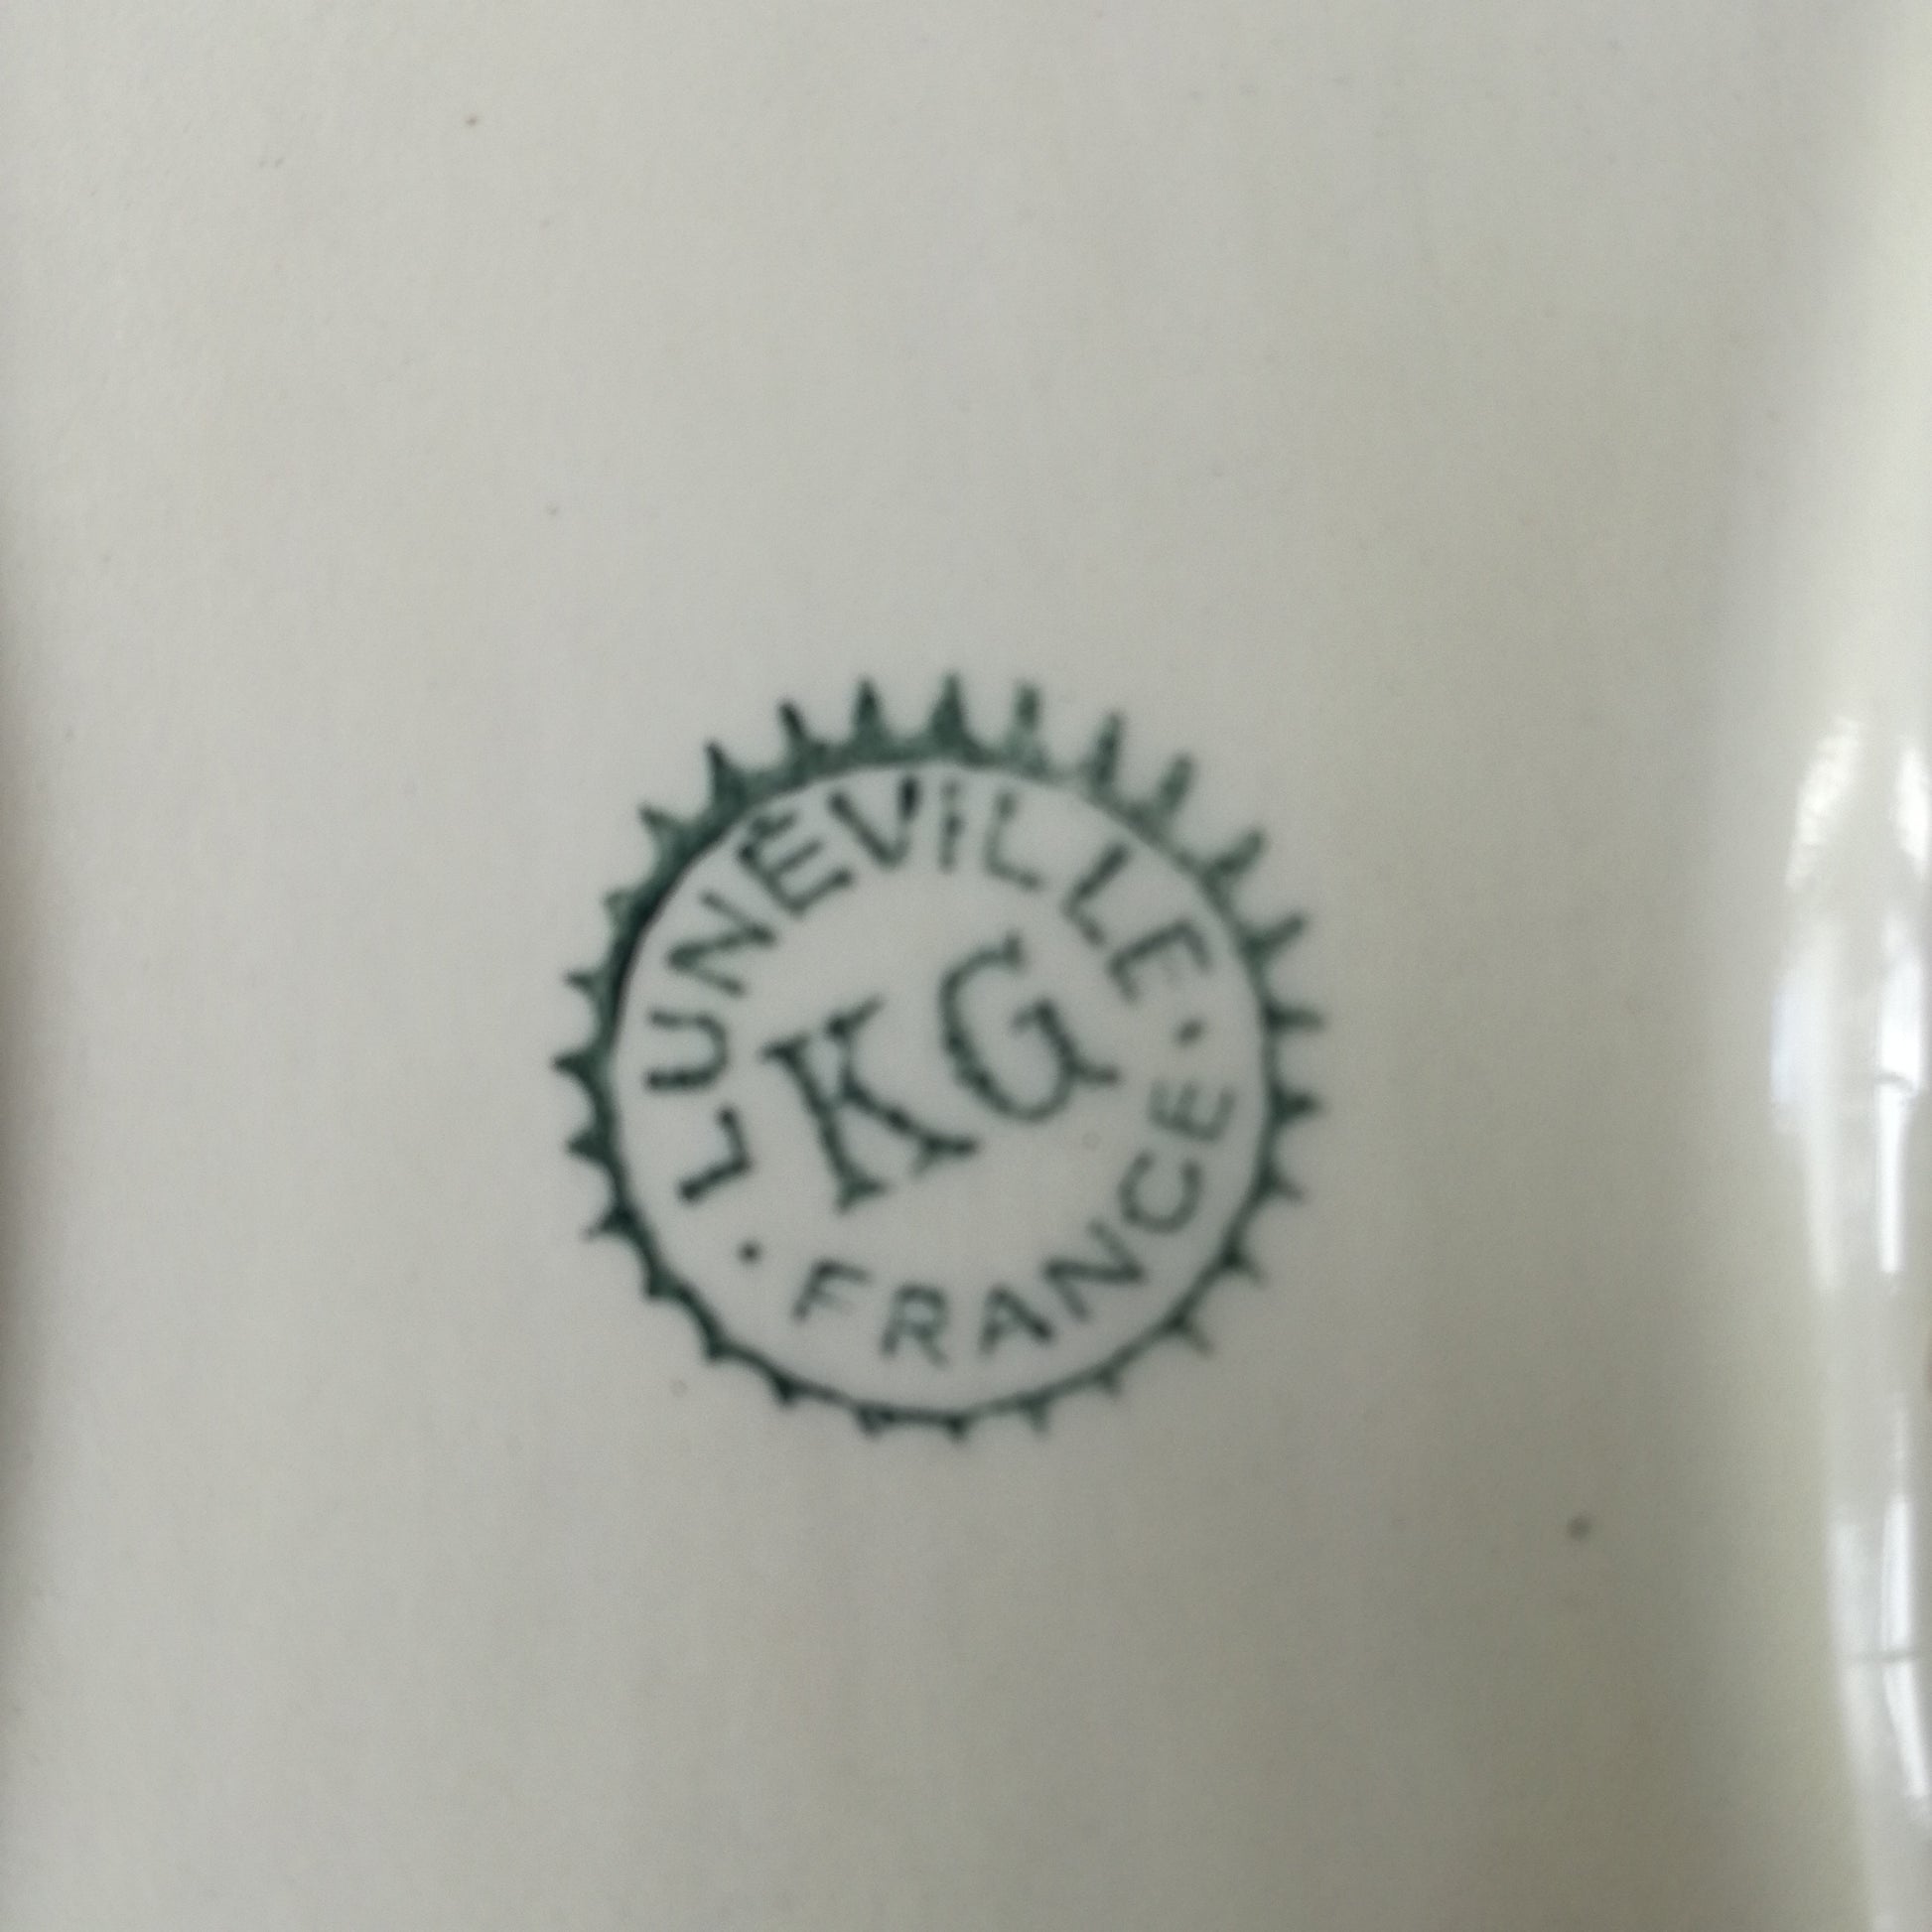 LUNÉViLLE
KG
· FRANCE ·